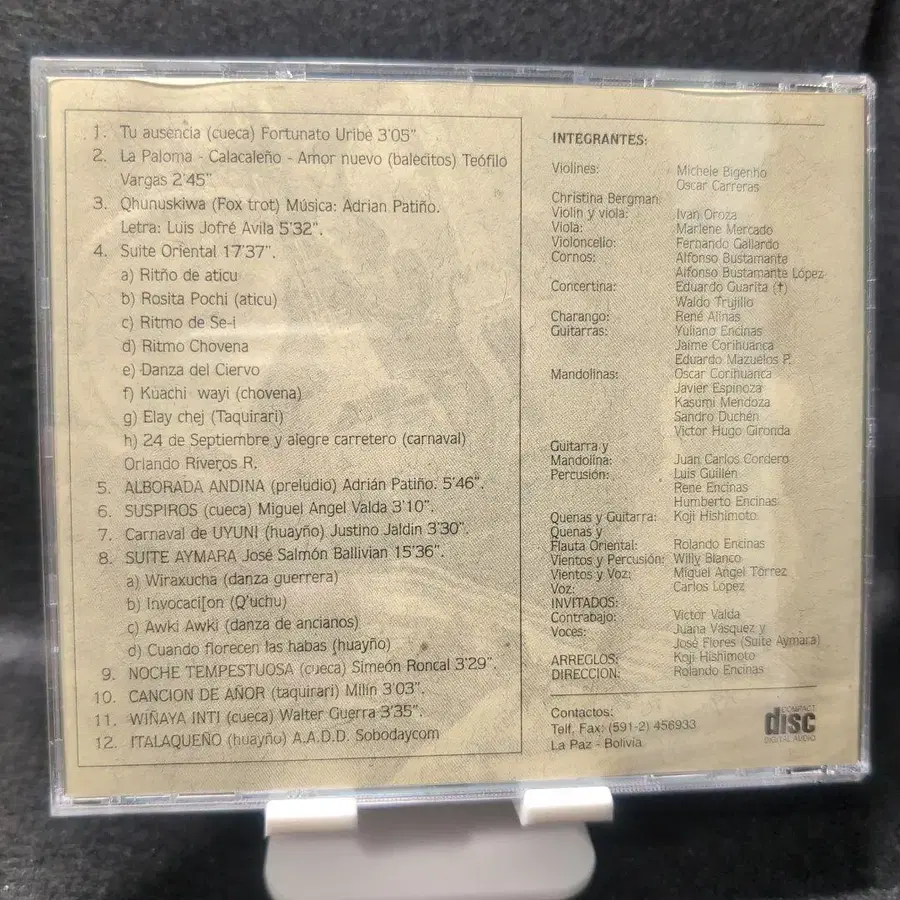 1. Tu ausencia (cueca) Fortunato Uribe 3'05"
2. La Paloma - Calacaleño - Amor nuevo (balecitos) Teófilo
Vargas 2'45"
3. Qhunuskiwa (Fox trot) Música: Adrian Patiño.
Letra: Luis Jofré Avila 5'32".
4. Suite Oriental 17'37".
a) Ritño de aticu
b) Rosita Pochi (aticu)
c) Ritmo de Se-i
d) Ritmo Chovena
e) Danza del Ciervo
f) Kuachi wayi (chovena)
g) Elay chej (Taquirari)
h) 24 de Septiembre y alegre carretero (carnaval)
Orlando Riveros R.
5. ALBORADA ANDINA (preludio) Adrián Patiño. 5'46".
6. SUSPIROS (cueca) Miguel Angel Valda 3'10".
7. Carnaval de UYUNI (huayño) Justino Jaldin 3'30".
8. SUITE AYMARA José Salmón Ballivian 15'36".
a) Wiraxucha (danza guerrera)
b) Invocaci[on (Q'uchu)
c) Awki Awki (danza de ancianos)
d) Cuando florecen las habas (huayño)
9. NOCHE TEMPESTUOSA (cueca) Simeón Roncal 3'29".
10. CANCION DE AÑOR (taquirari) Milín 3'03".
11. WIÑAYA INTI (cueca) Walter Guerra 3'35".
12. ITALAQUEÑO (huayño) A.A.D.D. Sobodaycom
INTEGRANTES:
Violines: Michele Bigenho
Oscar Carreras
Christina Bergman:
Violin y viola: Ivan Oroza
Viola: Marlene Mercado
Violoncelio: Fernando Gallardo
Cornos: Alfonso Bustamante
Alfonso Bustamante López
Concertina: Eduardo Guarita (†)
Waldo Trujillo
Charango: René Alinas
Guitarras: Yuliano Encinas
Jaime Corihuanca
Eduardo Mazuelos P.
Mandolinas: Oscar Corihuanca
Javier Espinoza
Kasumi Mendoza
Sandro Duchén
Victor Hugo Gironda
Guitarra y
Mandolina: Juan Carlos Cordero
Percusión: Luis Guillén
Rene Encinas
Humberto Encinas
Quenas y Guitarra: Koji Hishimoto
Quenas y
Flauta Oriental: Rolando Encinas
Vientos y Percusión: Willy Blanco
Vientos y Voz: Miguel Angel Törrez
Voz: Carlos Lopez
INVITADOS:
Contrabajo: Victor Valda
Voces: Juana Vásquez y
José Flores (Suite Aymara)
ARREGLOS: Koji Hishimoto
DIRECCION: Rolando Encinas
Contactos:
Telf, Fax: (591-2) 456933
La Paz - Bolivia
COMPACT
disc
DIGITAL AUDIO